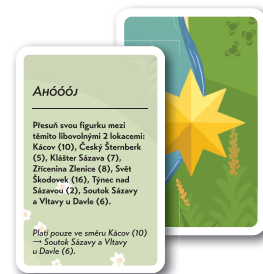 Ahóóój
Přesuň svou figurku mezi
těmito libovolnými 2 lokacemi:
Kácov (10), Český Šternberk
(5), Klášter Sázava (7),
Zřícenina Zlenice (8), Svět
Škodovek (16), Týnec nad
Sázavou (2), Soutok Sázavy
a Vltavy u Davle (6).
Platí pouze ve směru Kácov (10)
→ Soutok Sázavy a Vltavy
u Davle (6).